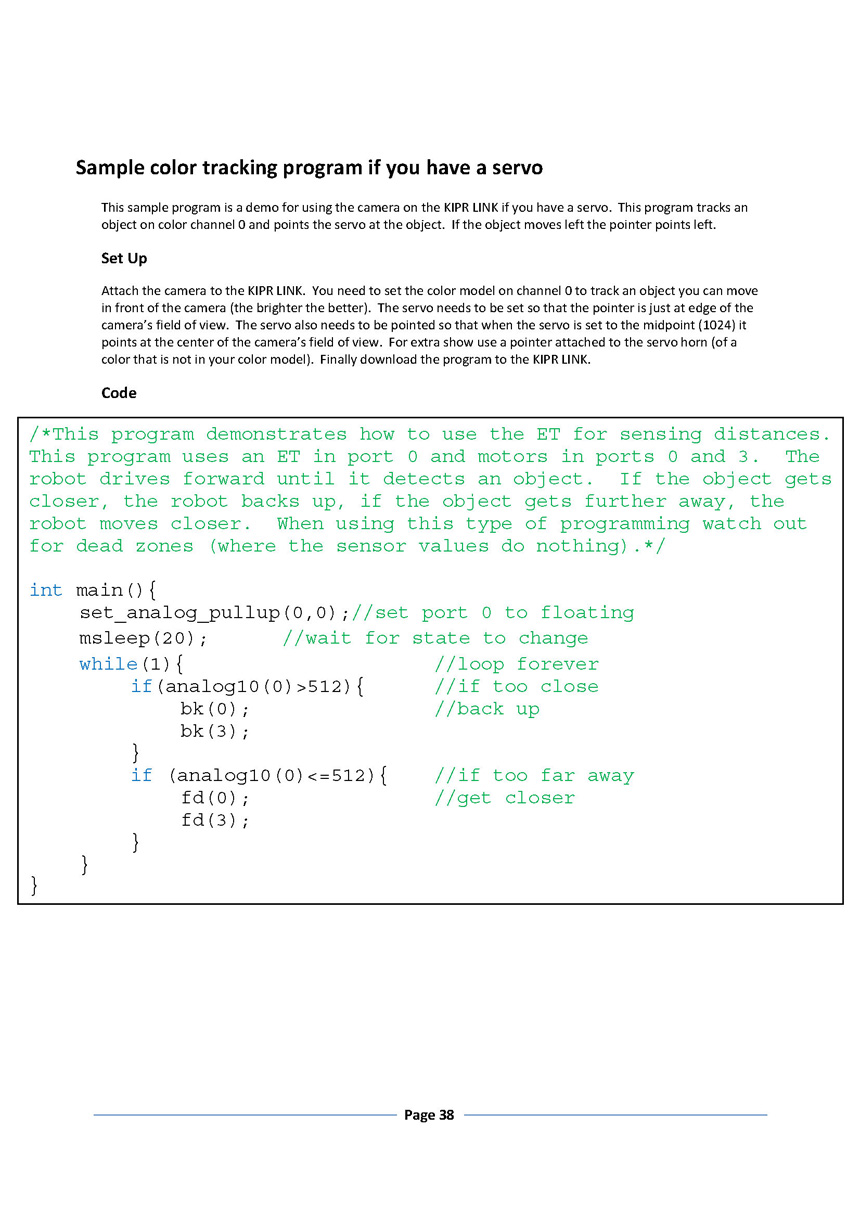 Sample color tracking program if you have a servo
This sample program is a demo for using the camera on the KIPR LINK if you have a servo.  This program tracks an
object on color channel 0 and points the servo at the object.  If the object moves left the pointer points left.
Set Up
Attach the camera to the KIPR LINK.  You need to set the color model on channel 0 to track an object you can move
in front of the camera (the brighter the better).  The servo needs to be set so that the pointer is just at edge of the
camera’s field of view.  The servo also needs to be pointed so that when the servo is set to the midpoint (1024) it
points at the center of the camera’s field of view.  For extra show use a pointer attached to the servo horn (of a
color that is not in your color model).  Finally download the program to the KIPR LINK.
Code
/*This program demonstrates how to use the ET for sensing distances.
This program uses an ET in port 0 and motors in ports 0 and 3.  The
robot drives forward until it detects an object.  If the object gets
closer, the robot backs up, if the object gets further away, the
robot moves closer.  When using this type of programming watch out
for dead zones (where the sensor values do nothing).*/
int main(){
set_analog_pullup(0,0);//set port 0 to floating
msleep(20); //wait for state to change
while(1){ //loop forever
if(analog10(0)>512){ //if too close
bk(0); //back up
bk(3);
}
if (analog10(0)<=512){ //if too far away
fd(0); //get closer
fd(3);
}
}
}
Page 38